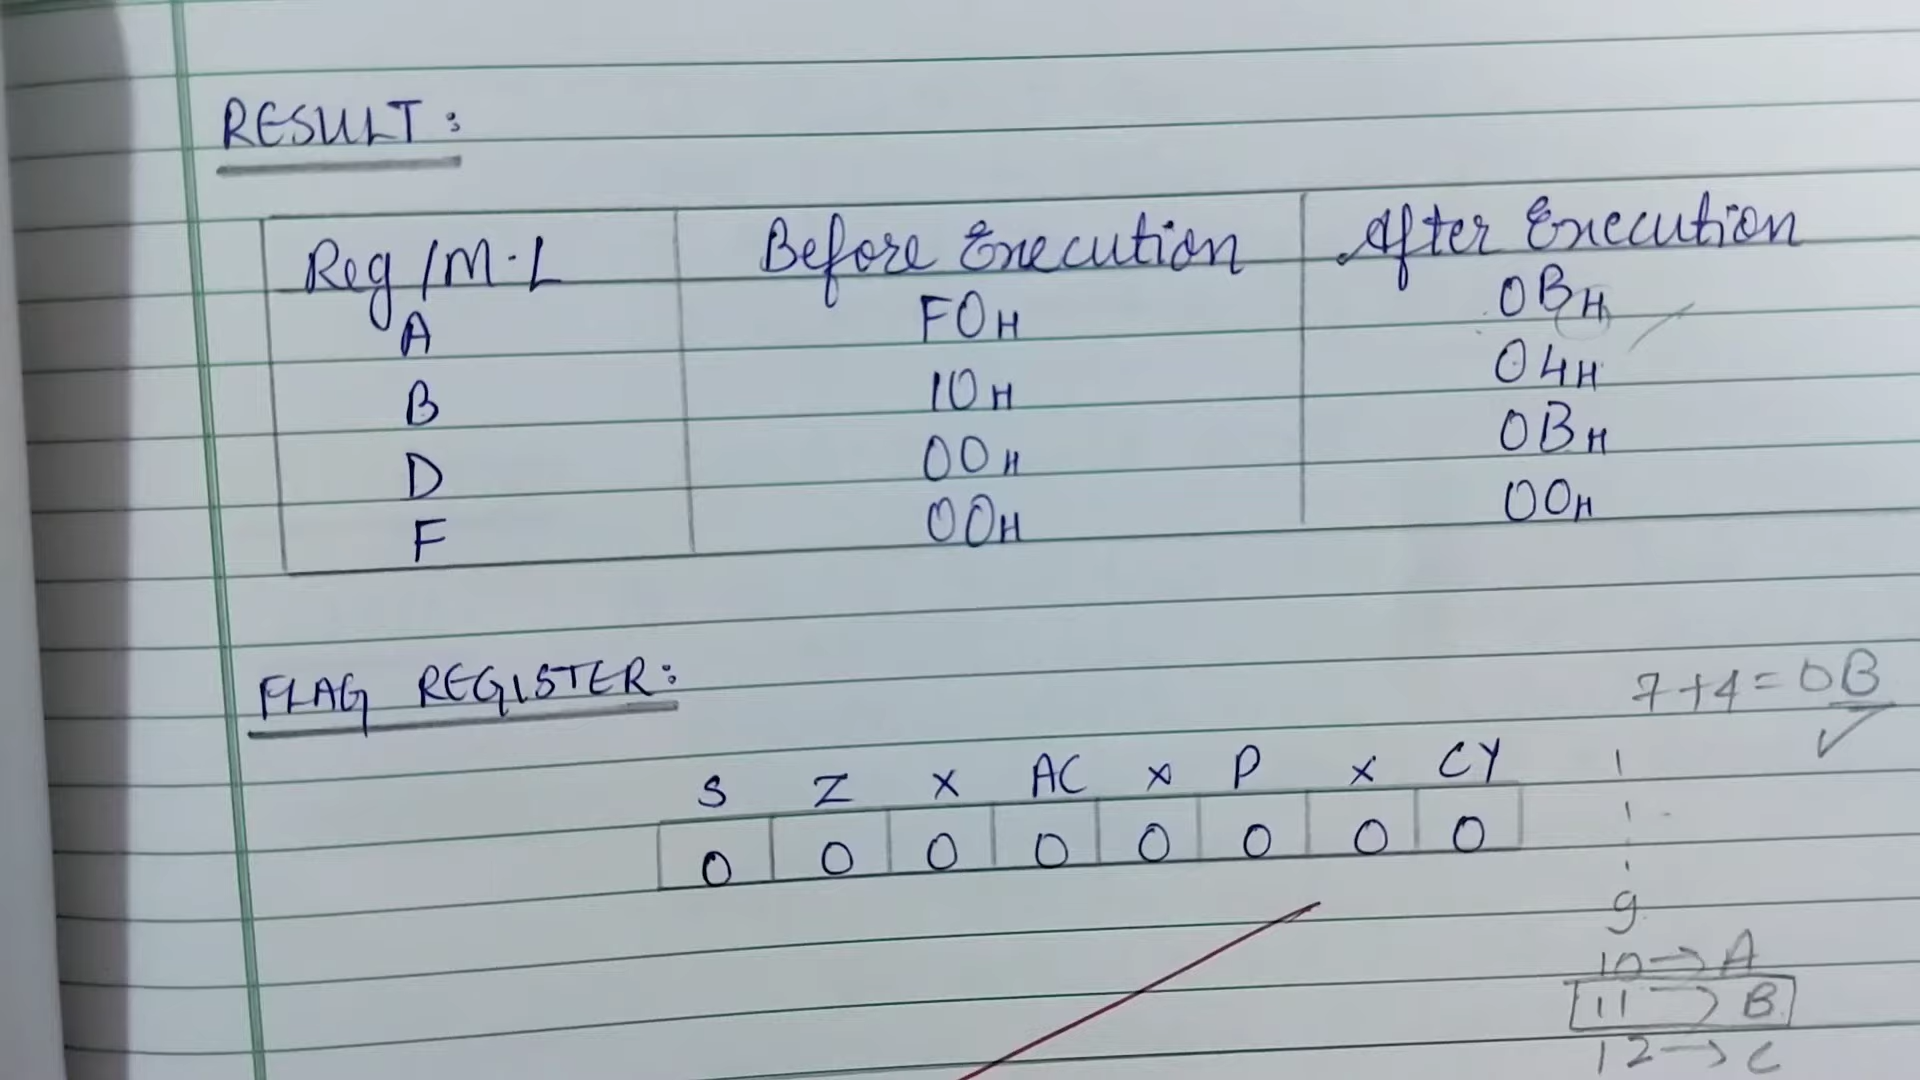 RESULT:
Reg/M.L Before Execution After Execution
A F0H 0BH
B 10H 04H
D 00H 0BH
F 00H 00H
FLAG REGISTER:
7+4=0B
S Z X AC X P X CY
0 0 0 0 0 0 0 0
1
9
10→A
11→B
12→C